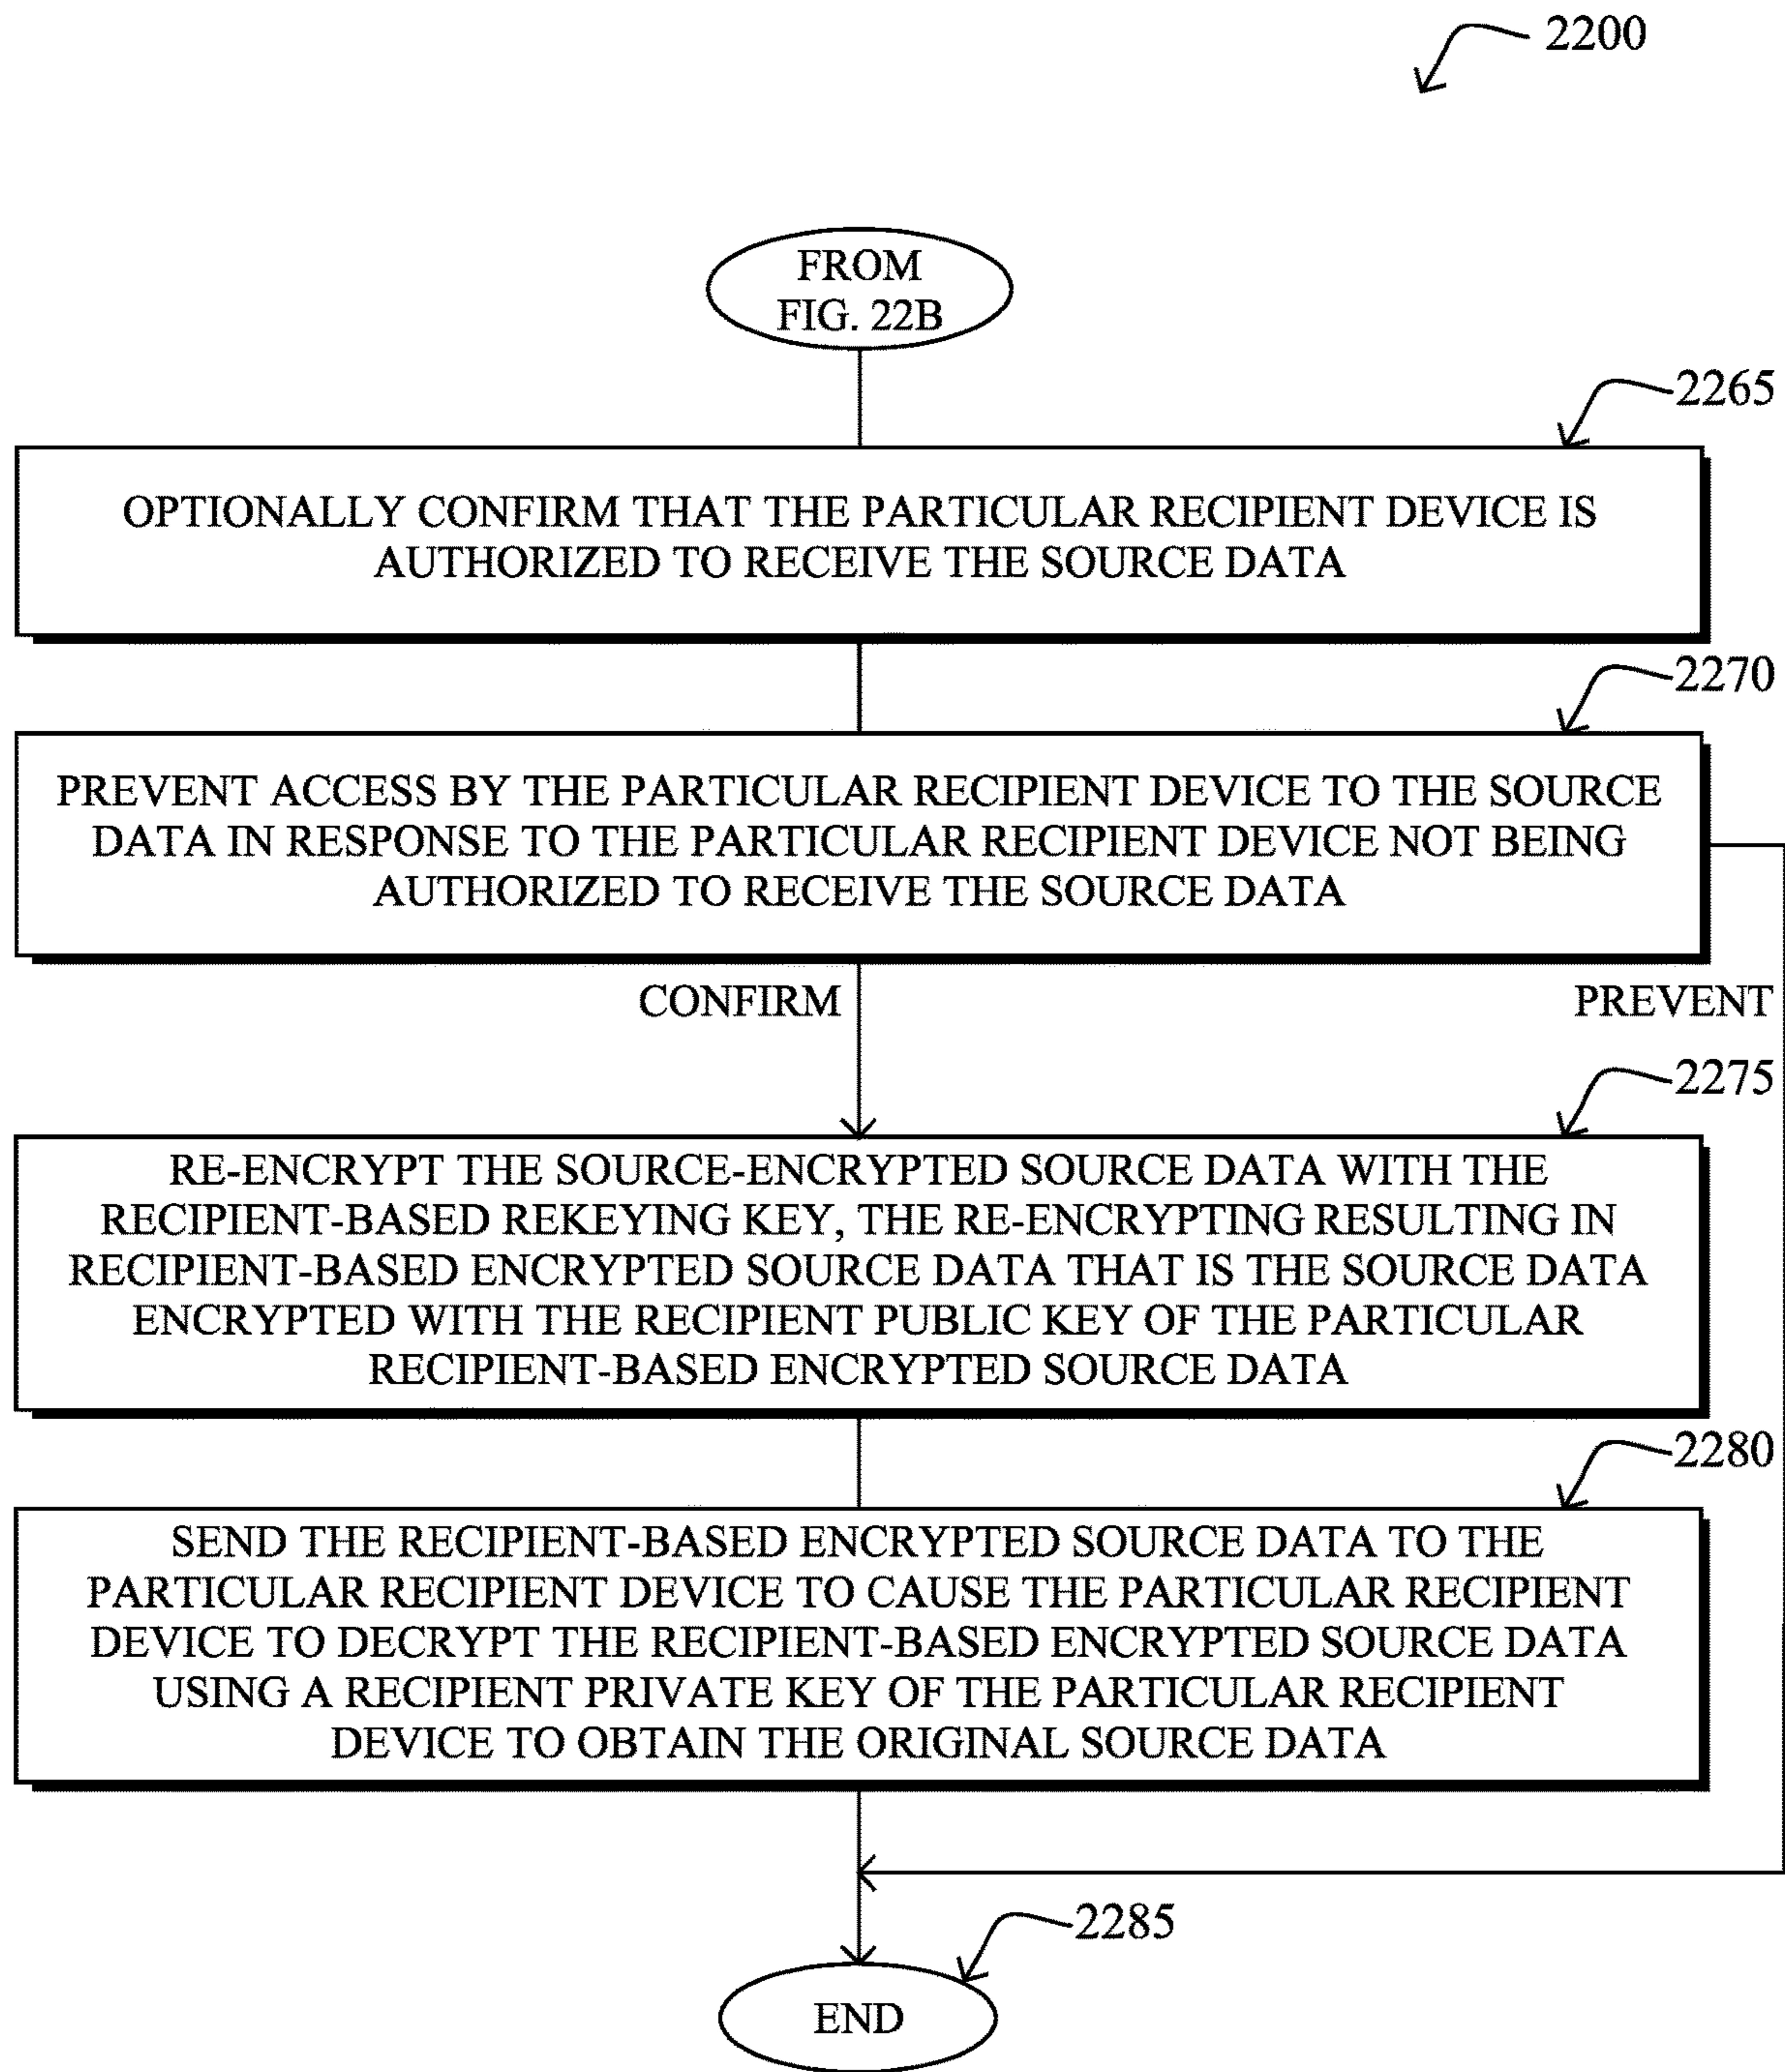 2200
FROM
FIG. 22B
2265
OPTIONALLY CONFIRM THAT THE PARTICULAR RECIPIENT DEVICE IS
AUTHORIZED TO RECEIVE THE SOURCE DATA
2270
PREVENT ACCESS BY THE PARTICULAR RECIPIENT DEVICE TO THE SOURCE
DATA IN RESPONSE TO THE PARTICULAR RECIPIENT DEVICE NOT BEING
AUTHORIZED TO RECEIVE THE SOURCE DATA
CONFIRM
PREVENT
2275
RE-ENCRYPT THE SOURCE-ENCRYPTED SOURCE DATA WITH THE
RECIPIENT-BASED REKEYING KEY, THE RE-ENCRYPTING RESULTING IN
RECIPIENT-BASED ENCRYPTED SOURCE DATA THAT IS THE SOURCE DATA
ENCRYPTED WITH THE RECIPIENT PUBLIC KEY OF THE PARTICULAR
RECIPIENT-BASED ENCRYPTED SOURCE DATA
2280
SEND THE RECIPIENT-BASED ENCRYPTED SOURCE DATA TO THE
PARTICULAR RECIPIENT DEVICE TO CAUSE THE PARTICULAR RECIPIENT
DEVICE TO DECRYPT THE RECIPIENT-BASED ENCRYPTED SOURCE DATA
USING A RECIPIENT PRIVATE KEY OF THE PARTICULAR RECIPIENT
DEVICE TO OBTAIN THE ORIGINAL SOURCE DATA
2285
END